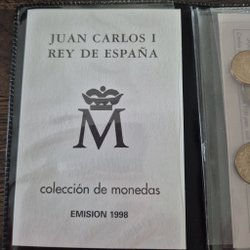 JUAN CARLOS I
REY DE ESPAÑA
M
colección de monedas
EMISION 1998